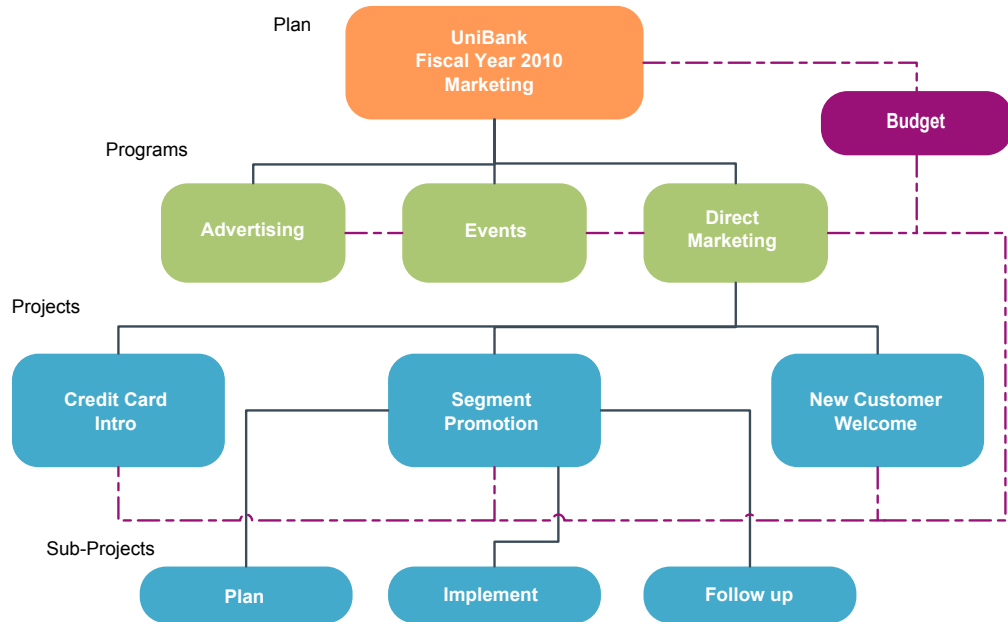 Plan
UniBank
Fiscal Year 2010
Marketing
Budget
Programs
Advertising
Events
Direct
Marketing
Projects
Credit Card
Intro
Segment
Promotion
New Customer
Welcome
Sub-Projects
Plan
Implement
Follow up